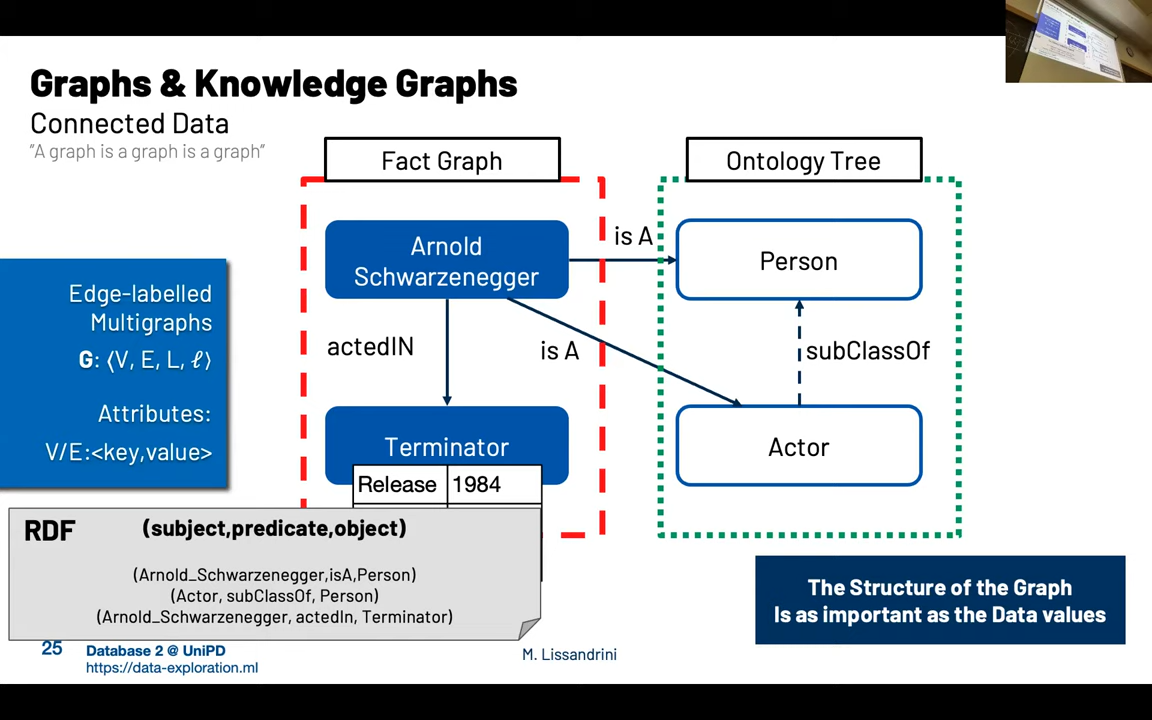 Graphs & Knowledge Graphs
Connected Data
"A graph is a graph is a graph"
Fact Graph
Ontology Tree
Arnold
Schwarzenegger
is A
Person
Edge-labelled
Multigraphs
G: ⟨V, E, L, ℓ⟩
Attributes:
V/E:<key,value>
actedIN
is A
subClassOf
Terminator
Actor
Release 1984
RDF (subject,predicate,object)
(Arnold_Schwarzenegger,isA,Person)
(Actor, subClassOf, Person)
(Arnold_Schwarzenegger, actedIn, Terminator)
The Structure of the Graph
Is as important as the Data values
25
Database 2 @ UniPD
https://data-exploration.ml
M. Lissandrini